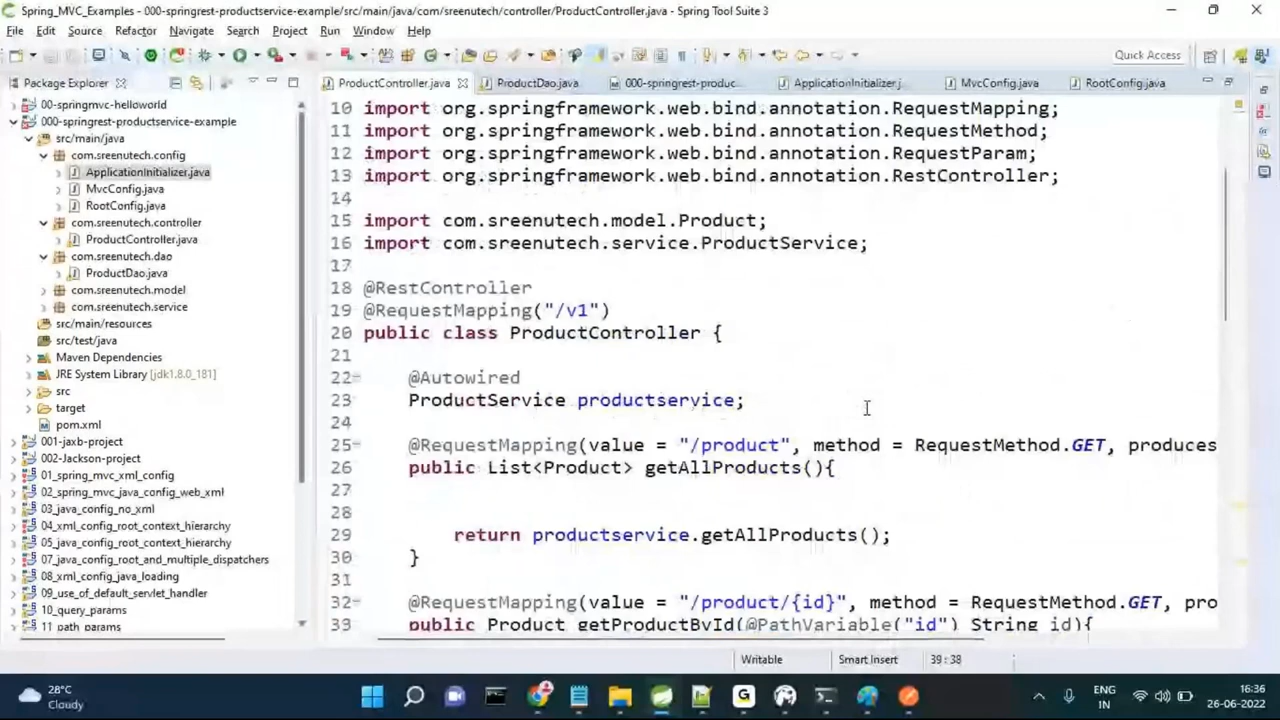 Spring_MVC_Examples - 000-springrest-productservice-example/src/main/java/com/sreenutech/controller/ProductController.java - Spring Tool Suite 3
File Edit Source Refactor Navigate Search Project Run Window Help
Quick Access
Package Explorer
ProductController.java ProductDao.java 000-springrest-produc... ApplicationInitializer.j... MvcConfig.java RootConfig.java
00-springmvc-helloworld
000-springrest-productservice-example
src/main/java
com.sreenutech.config
ApplicationInitializer.java
MvcConfig.java
RootConfig.java
com.sreenutech.controller
ProductController.java
com.sreenutech.dao
ProductDao.java
com.sreenutech.model
com.sreenutech.service
src/main/resources
src/test/java
Maven Dependencies
JRE System Library [jdk1.8.0_181]
src
target
pom.xml
001-jaxb-project
002-Jackson-project
01_spring_mvc_xml_config
02_spring_mvc_java_config_web_xml
03_java_config_no_xml
04_xml_config_root_context_hierarchy
05_java_config_root_context_hierarchy
07_java_config_root_and_multiple_dispatchers
08_xml_config_java_loading
09_use_of_default_servlet_handler
10_query_params
11_path_params
10 import org.springframework.web.bind.annotation.RequestMapping;
11 import org.springframework.web.bind.annotation.RequestMethod;
12 import org.springframework.web.bind.annotation.RequestParam;
13 import org.springframework.web.bind.annotation.RestController;
14
15 import com.sreenutech.model.Product;
16 import com.sreenutech.service.ProductService;
17
18 @RestController
19 @RequestMapping("/v1")
20 public class ProductController {
21
22 @Autowired
23 ProductService productservice;
24
25 @RequestMapping(value = "/product", method = RequestMethod.GET, produces
26 public List<Product> getAllProducts(){
27
28
29 return productservice.getAllProducts();
30 }
31
32 @RequestMapping(value = "/product/{id}", method = RequestMethod.GET, pro
33 public Product getProductById(@PathVariable("id") String id){
Writable Smart Insert 39 : 38
28°C
Cloudy
ENG
IN
16:36
26-06-2022